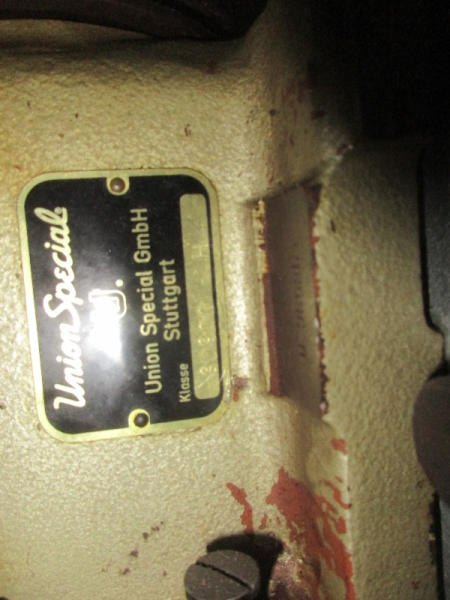 Union Special
Union Special GmbH
Stuttgart
Klasse